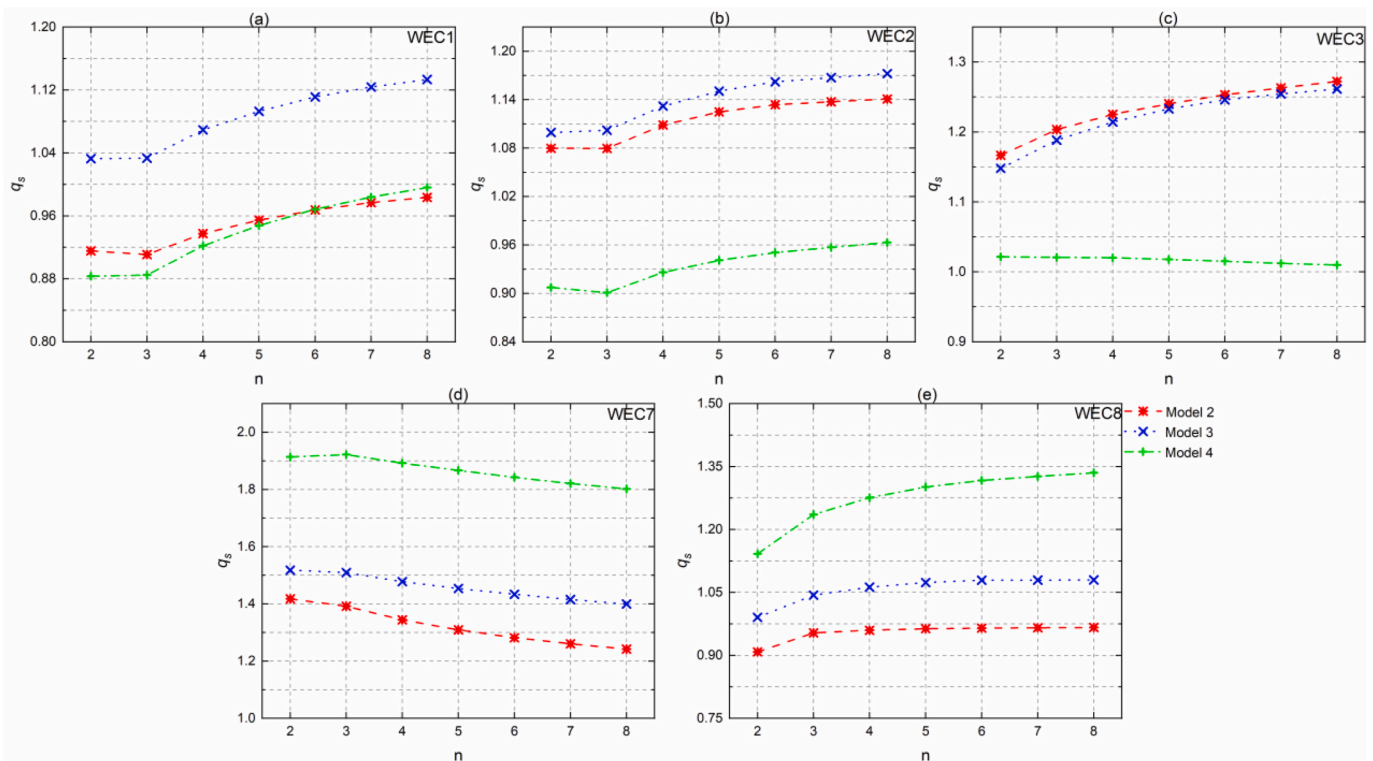 (a)
WEC1
1.20
1.12
1.04
0.96
0.88
0.80
qs
2 3 4 5 6 7 8
n
(b)
WEC2
1.20
1.14
1.08
1.02
0.96
0.90
0.84
qs
2 3 4 5 6 7 8
n
(c)
WEC3
1.3
1.2
1.1
1.0
0.9
qs
2 3 4 5 6 7 8
n
(d)
WEC7
2.0
1.8
1.6
1.4
1.2
1.0
qs
2 3 4 5 6 7 8
n
(e)
WEC8
1.50
1.35
1.20
1.05
0.90
0.75
qs
2 3 4 5 6 7 8
n
Model 2
Model 3
Model 4